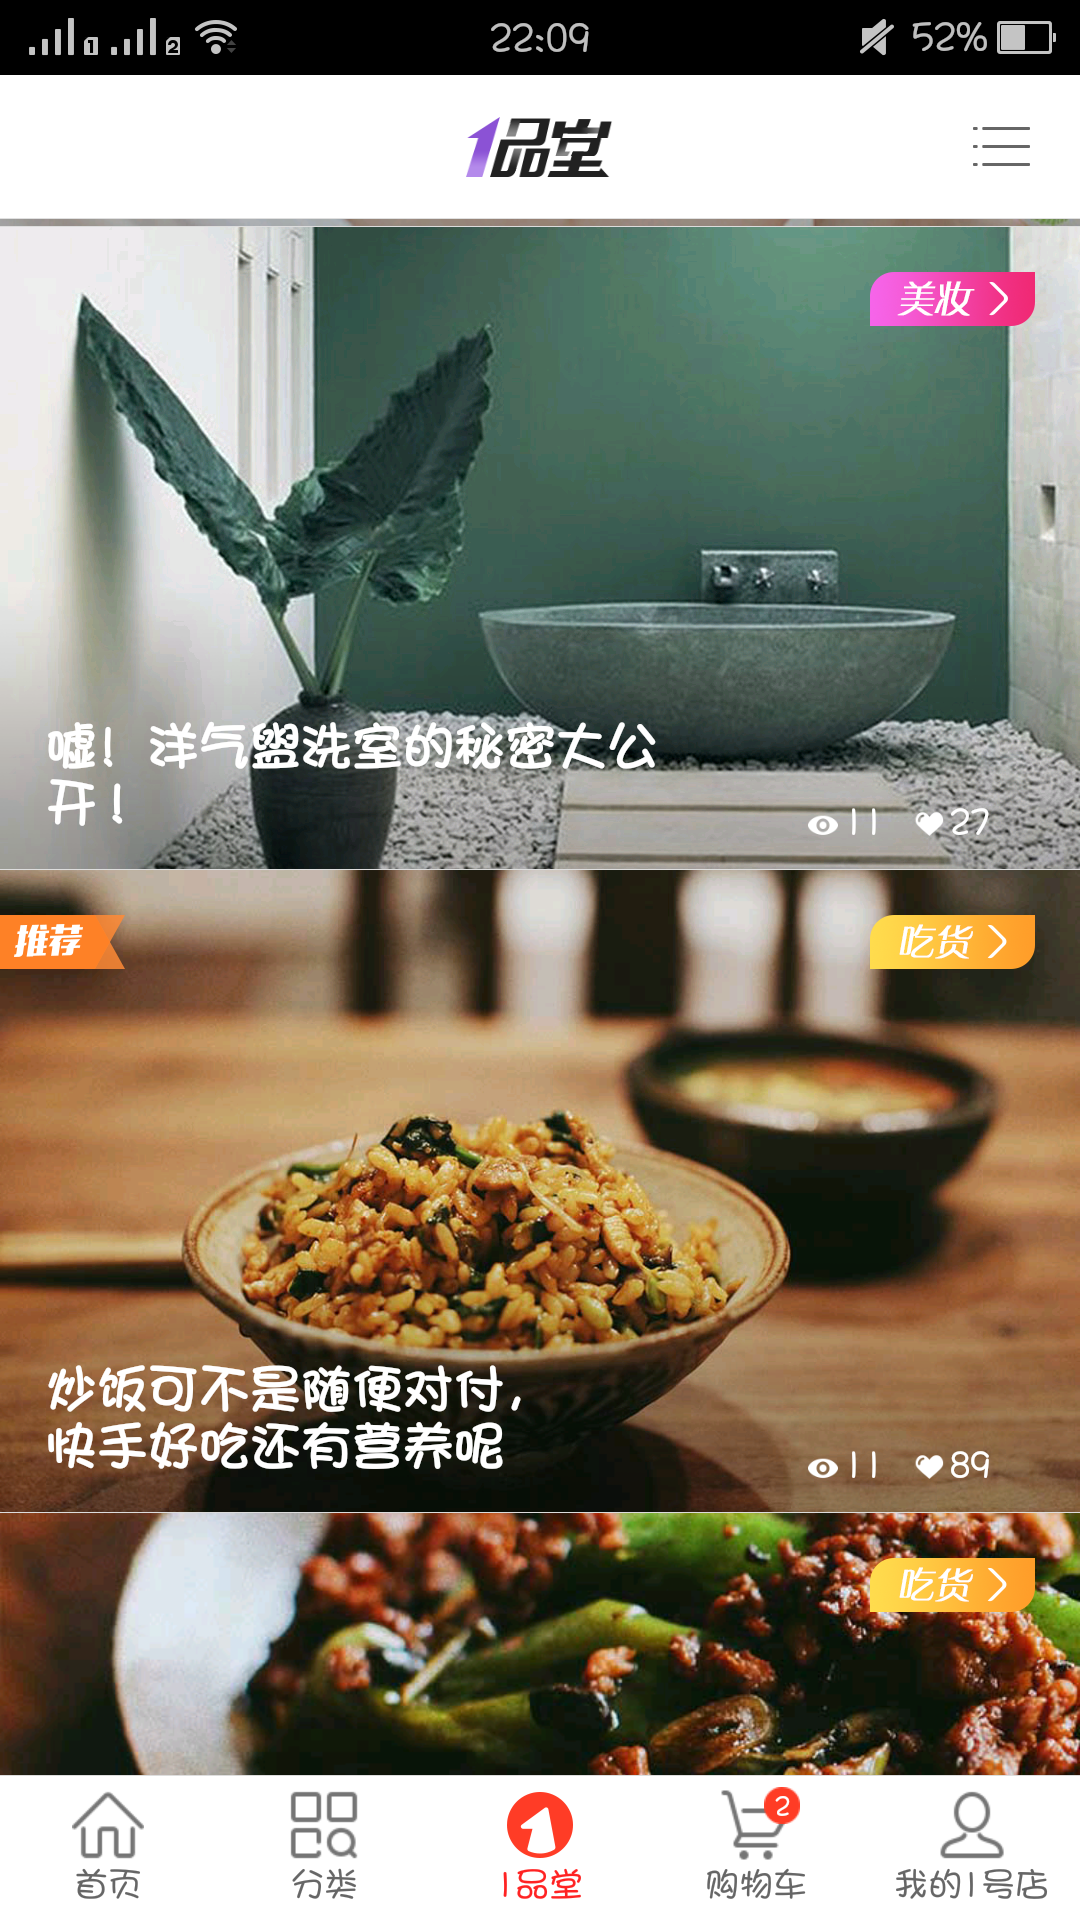 1 2 22:09 52%
1品堂
美妆
嘘！洋气盥洗室的秘密大公
开！
11 27
推荐
吃货
炒饭可不是随便对付，
快手好吃还有营养呢
11 89
吃货
2
首页 分类 1品堂 购物车 我的1号店